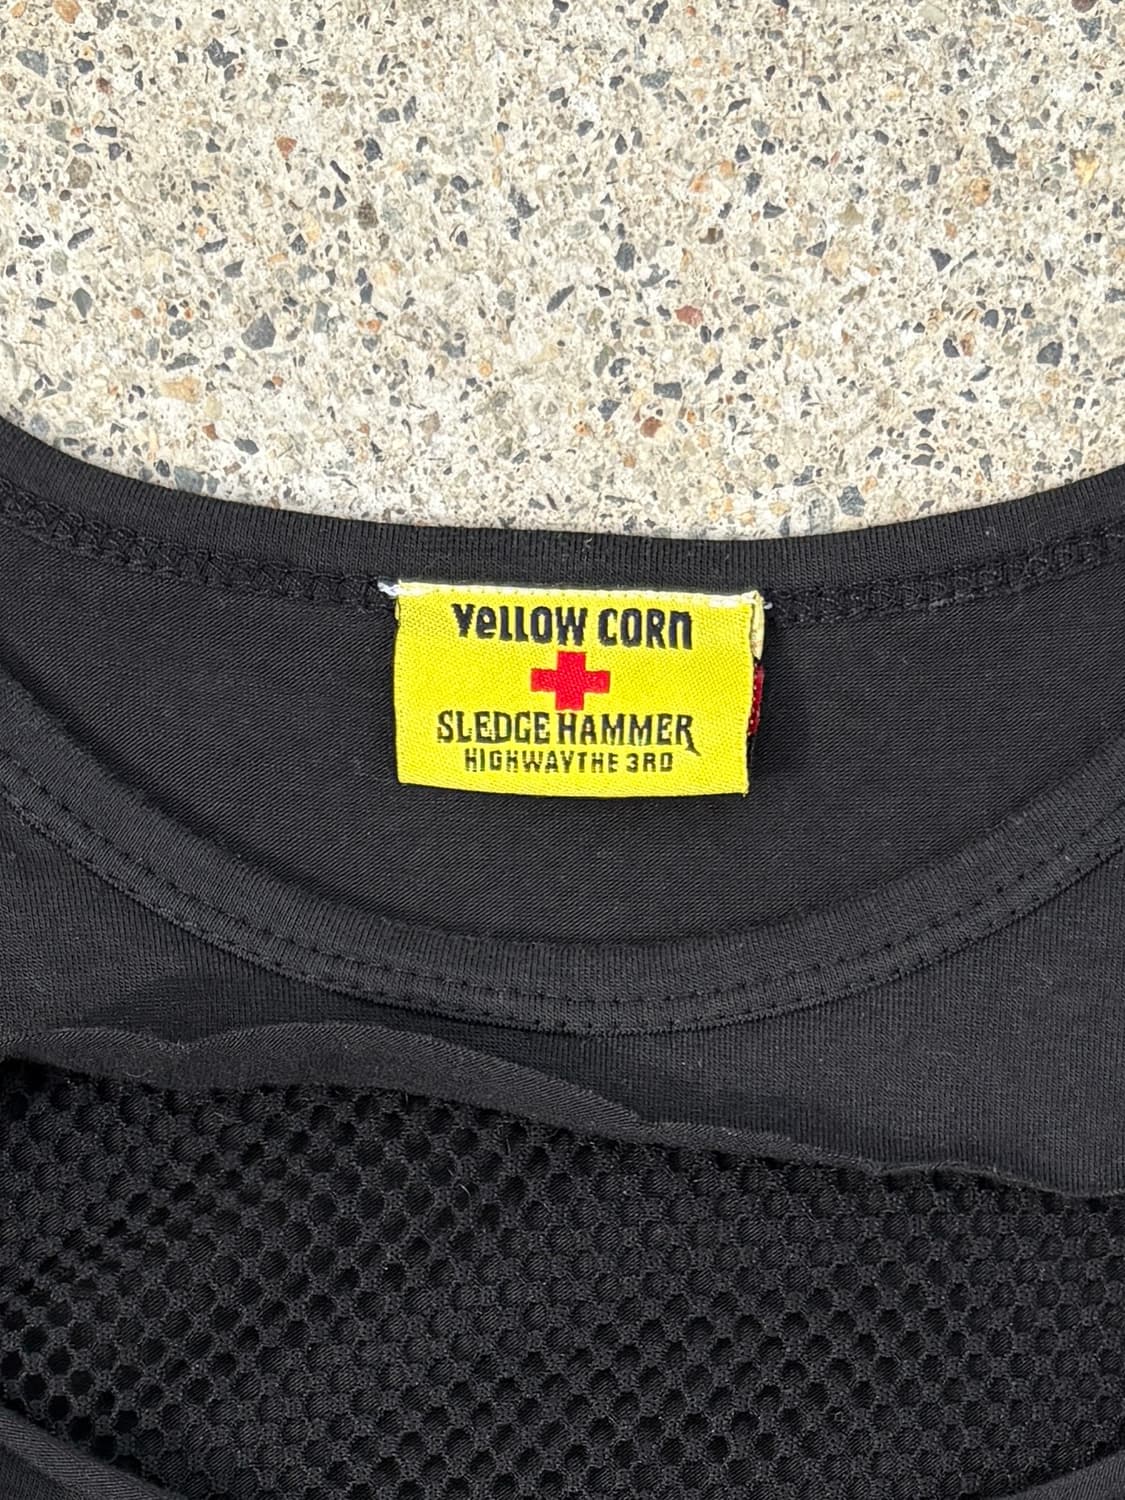 YeLLOW CORn
SLEDGE HAMMER
HIGHWAYTHE 3RD